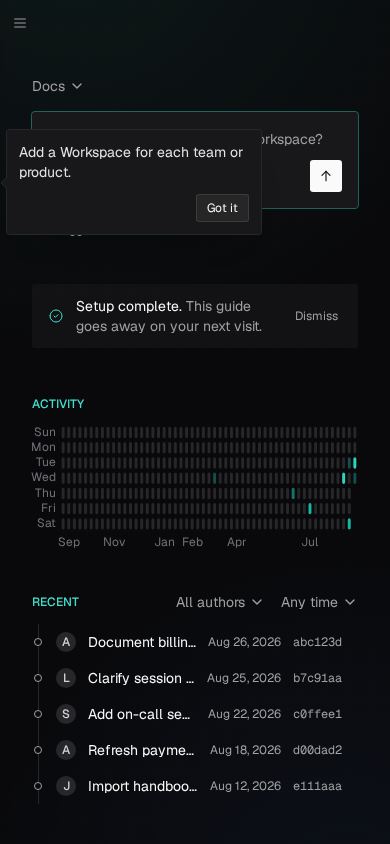 Docs
orkspace?
Add a Workspace for each team or
product.
Got it
Setup complete. This guide
goes away on your next visit.
Dismiss
ACTIVITY
Sun
Mon
Tue
Wed
Thu
Fri
Sat
Sep Nov Jan Feb Apr Jul
RECENT All authors Any time
A Document billin... Aug 26, 2026 abc123d
L Clarify session ... Aug 25, 2026 b7c91aa
S Add on-call se... Aug 22, 2026 c0ffee1
A Refresh payme... Aug 18, 2026 d00dad2
J Import handboo... Aug 12, 2026 e111aaa